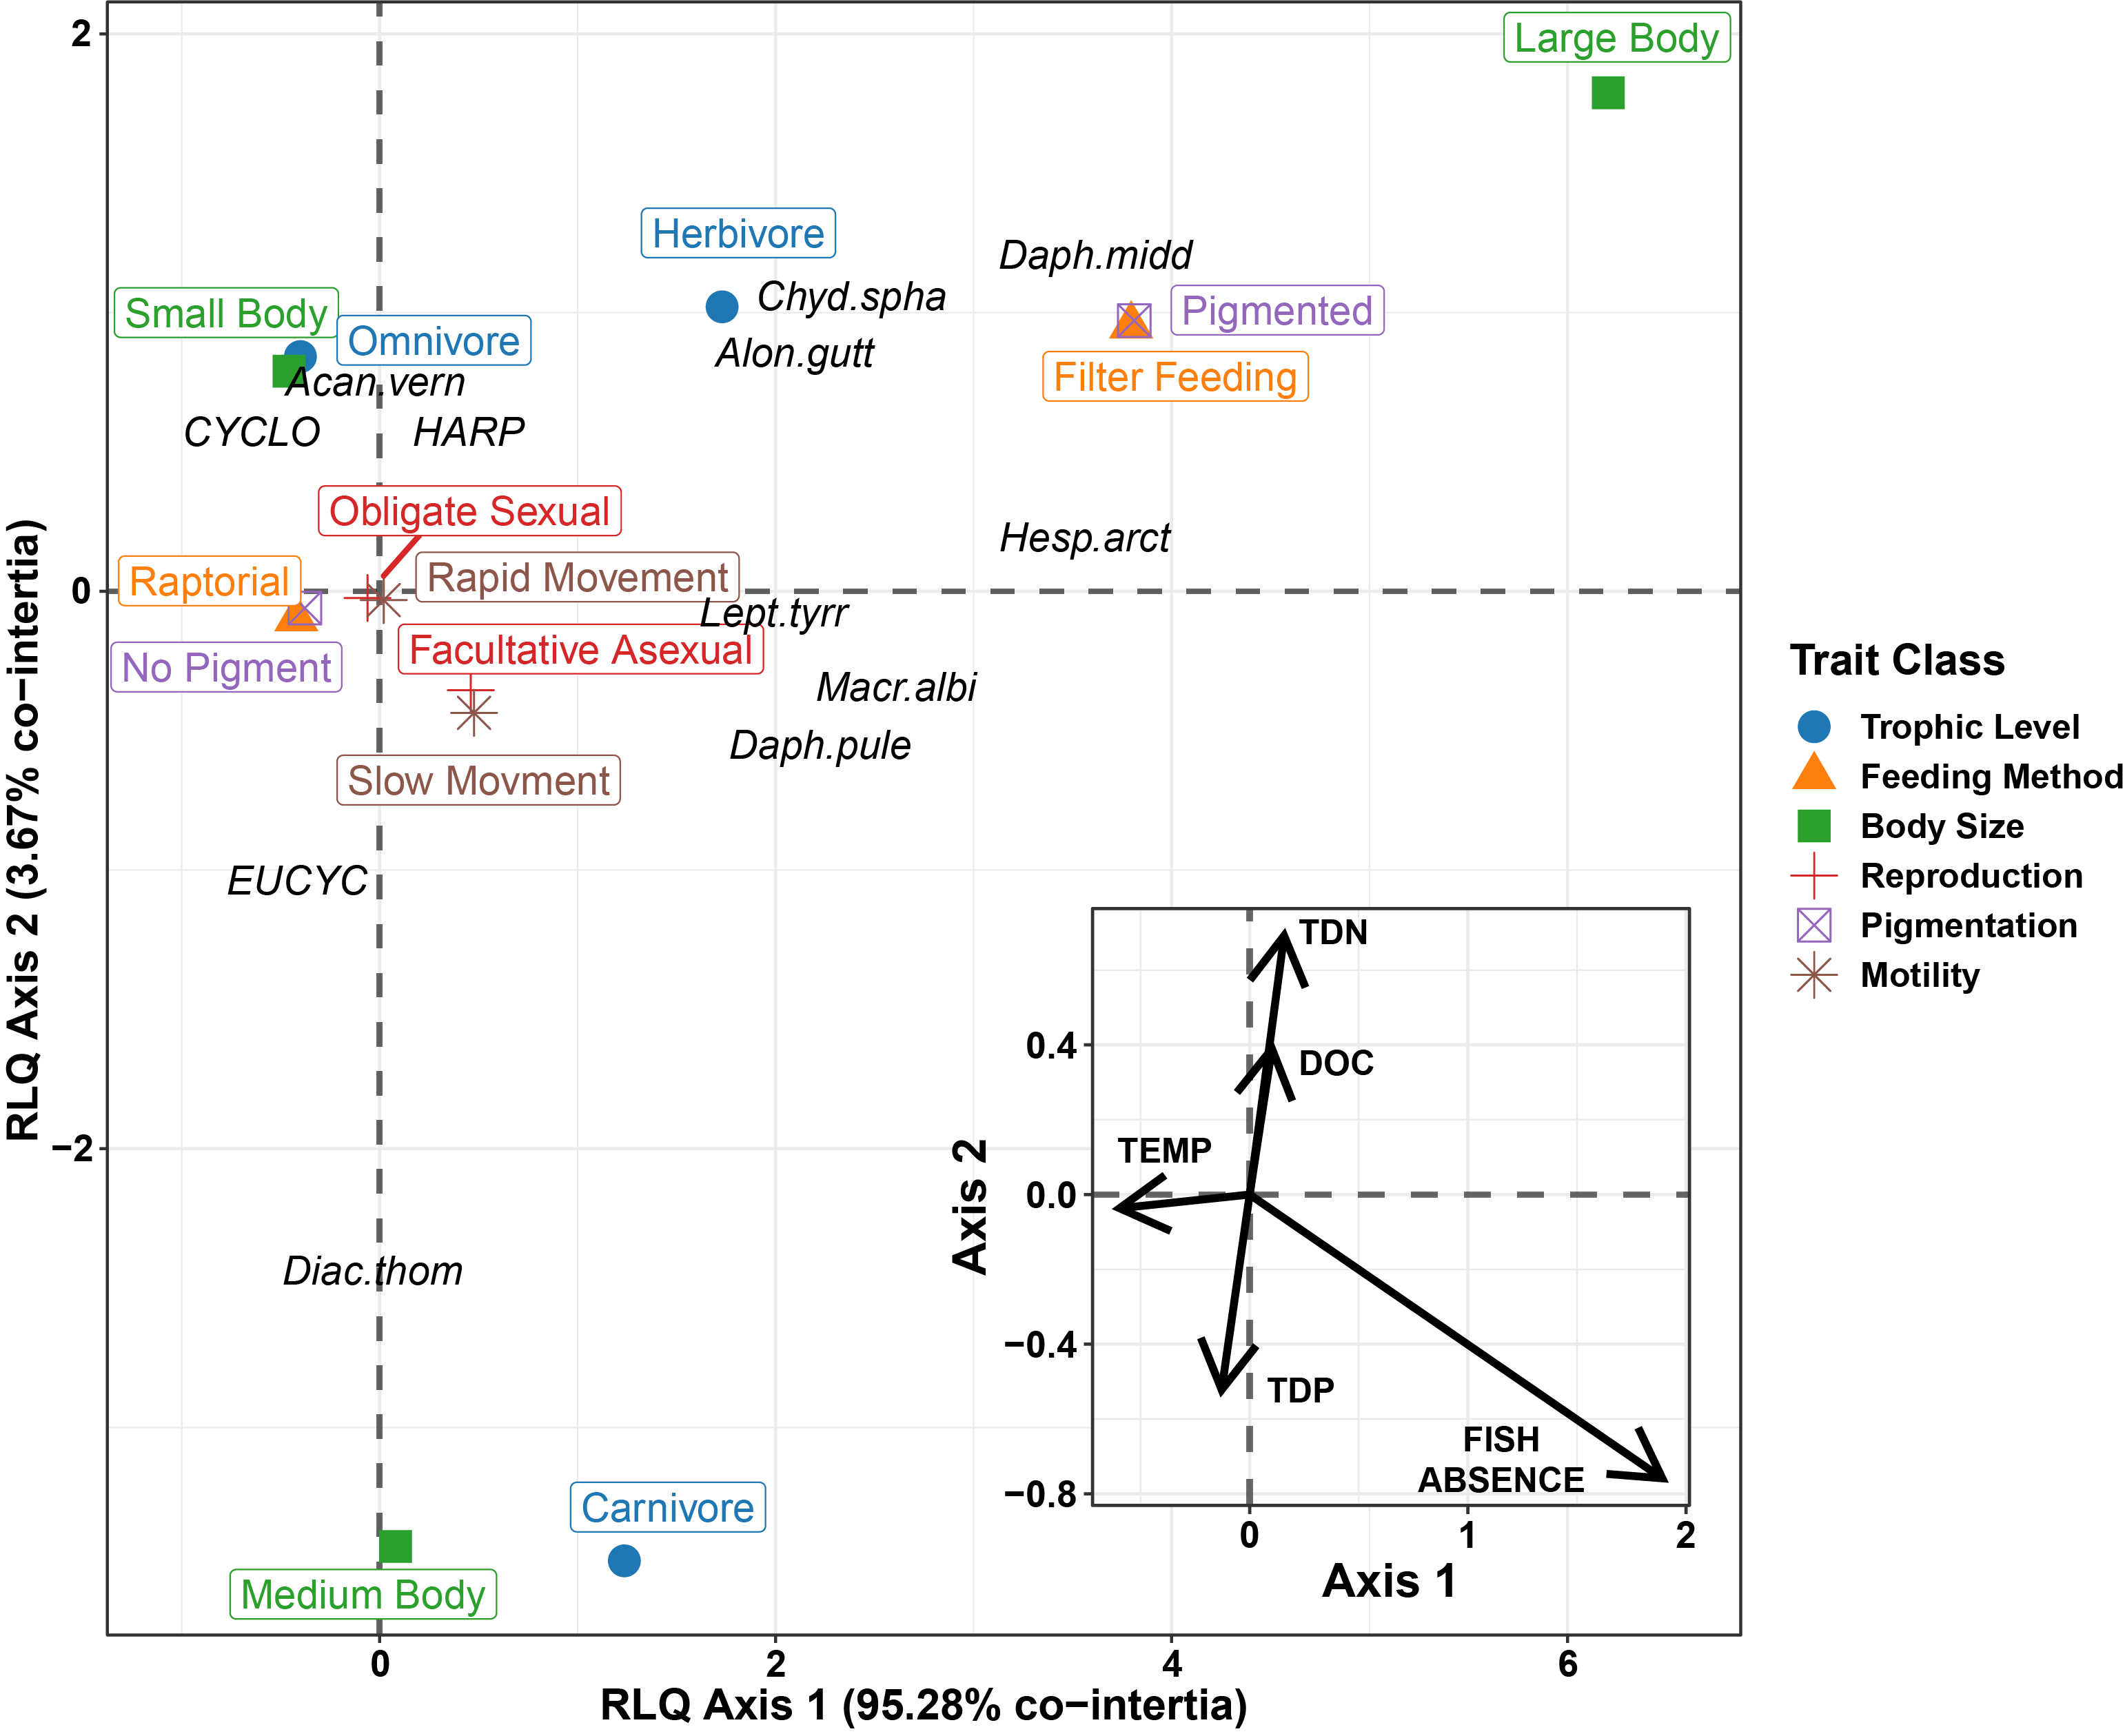 2
Large Body
Herbivore
Daph.midd
Chyd.spha
Small Body
Pigmented
Omnivore
Alon.gutt
Filter Feeding
Acan.vern
CYCLO
HARP
Obligate Sexual
Hesp.arct
Raptorial
Rapid Movement
0
Lept.tyrr
Facultative Asexual
No Pigment
Macr.albi
Daph.pule
Slow Movment
EUCYC
−2
Diac.thom
Carnivore
Medium Body
0
2
4
6
RLQ Axis 1 (95.28% co−intertia)
RLQ Axis 2 (3.67% co−intertia)
TDN
DOC
TEMP
TDP
FISH
ABSENCE
0.4
0.0
−0.4
−0.8
0
1
2
Axis 1
Axis 2
Trait Class
Trophic Level
Feeding Method
Body Size
Reproduction
Pigmentation
Motility